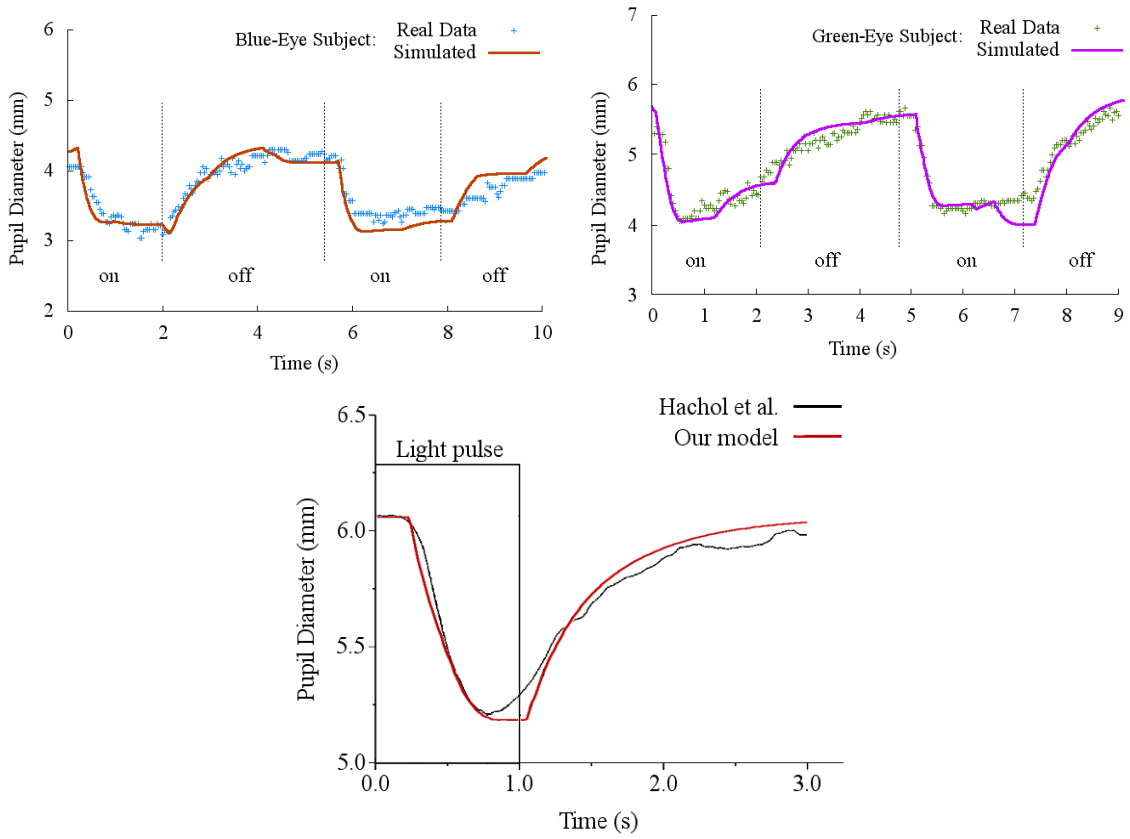 6
5
4
3
2
Pupil Diameter (mm)
Blue-Eye Subject:
Real Data
Simulated
on
off
on
off
0
2
4
6
8
10
Time (s)
7
6
5
4
3
Pupil Diameter (mm)
Green-Eye Subject:
Real Data
Simulated
on
off
on
off
0
1
2
3
4
5
6
7
8
9
Time (s)
Hachol et al.
Our model
Light pulse
6.5
6.0
5.5
5.0
Pupil Diameter (mm)
0.0
1.0
2.0
3.0
Time (s)